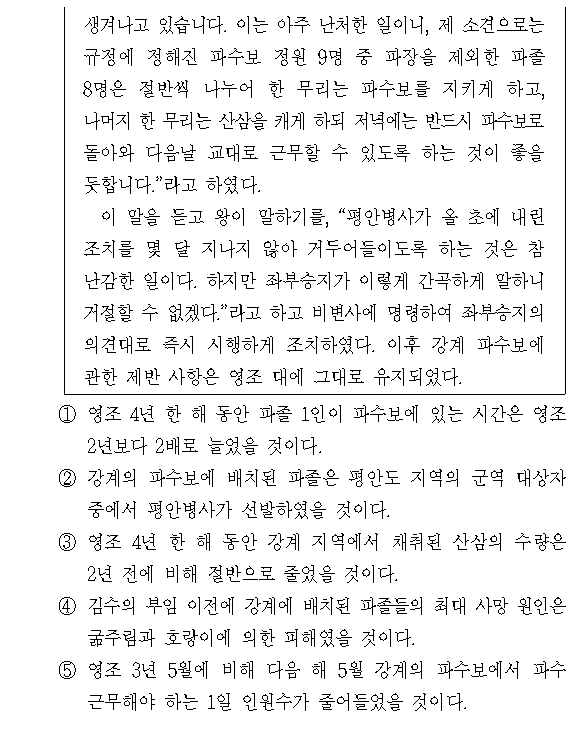 생겨나고 있습니다. 이는 아주 난처한 일이니, 제 소견으로는
규정에 정해진 파수보 정원 9명 중 파장을 제외한 파졸
8명은 절반씩 나누어 한 무리는 파수보를 지키게 하고,
나머지 한 무리는 산삼을 캐게 하되 저녁에는 반드시 파수보로
돌아와 다음날 교대로 근무할 수 있도록 하는 것이 좋을
듯합니다.”라고 하였다.
이 말을 듣고 왕이 말하기를, “평안병사가 올 초에 내린
조치를 몇 달 지나지 않아 거두어들이도록 하는 것은 참
난감한 일이다. 하지만 좌부승지가 이렇게 간곡하게 말하니
거절할 수 없겠다.”라고 하고 비변사에 명령하여 좌부승지의
의견대로 즉시 시행하게 조치하였다. 이후 강계 파수보에
관한 제반 사항은 영조 대에 그대로 유지되었다.
① 영조 4년 한 해 동안 파졸 1인이 파수보에 있는 시간은 영조
2년보다 2배로 늘었을 것이다.
② 강계의 파수보에 배치된 파졸은 평안도 지역의 군역 대상자
중에서 평안병사가 선발하였을 것이다.
③ 영조 4년 한 해 동안 강계 지역에서 채취된 산삼의 수량은
2년 전에 비해 절반으로 줄었을 것이다.
④ 김수의 부임 이전에 강계에 배치된 파졸들의 최대 사망 원인은
굶주림과 호랑이에 의한 피해였을 것이다.
⑤ 영조 3년 5월에 비해 다음 해 5월 강계의 파수보에서 파수
근무해야 하는 1일 인원수가 줄어들었을 것이다.